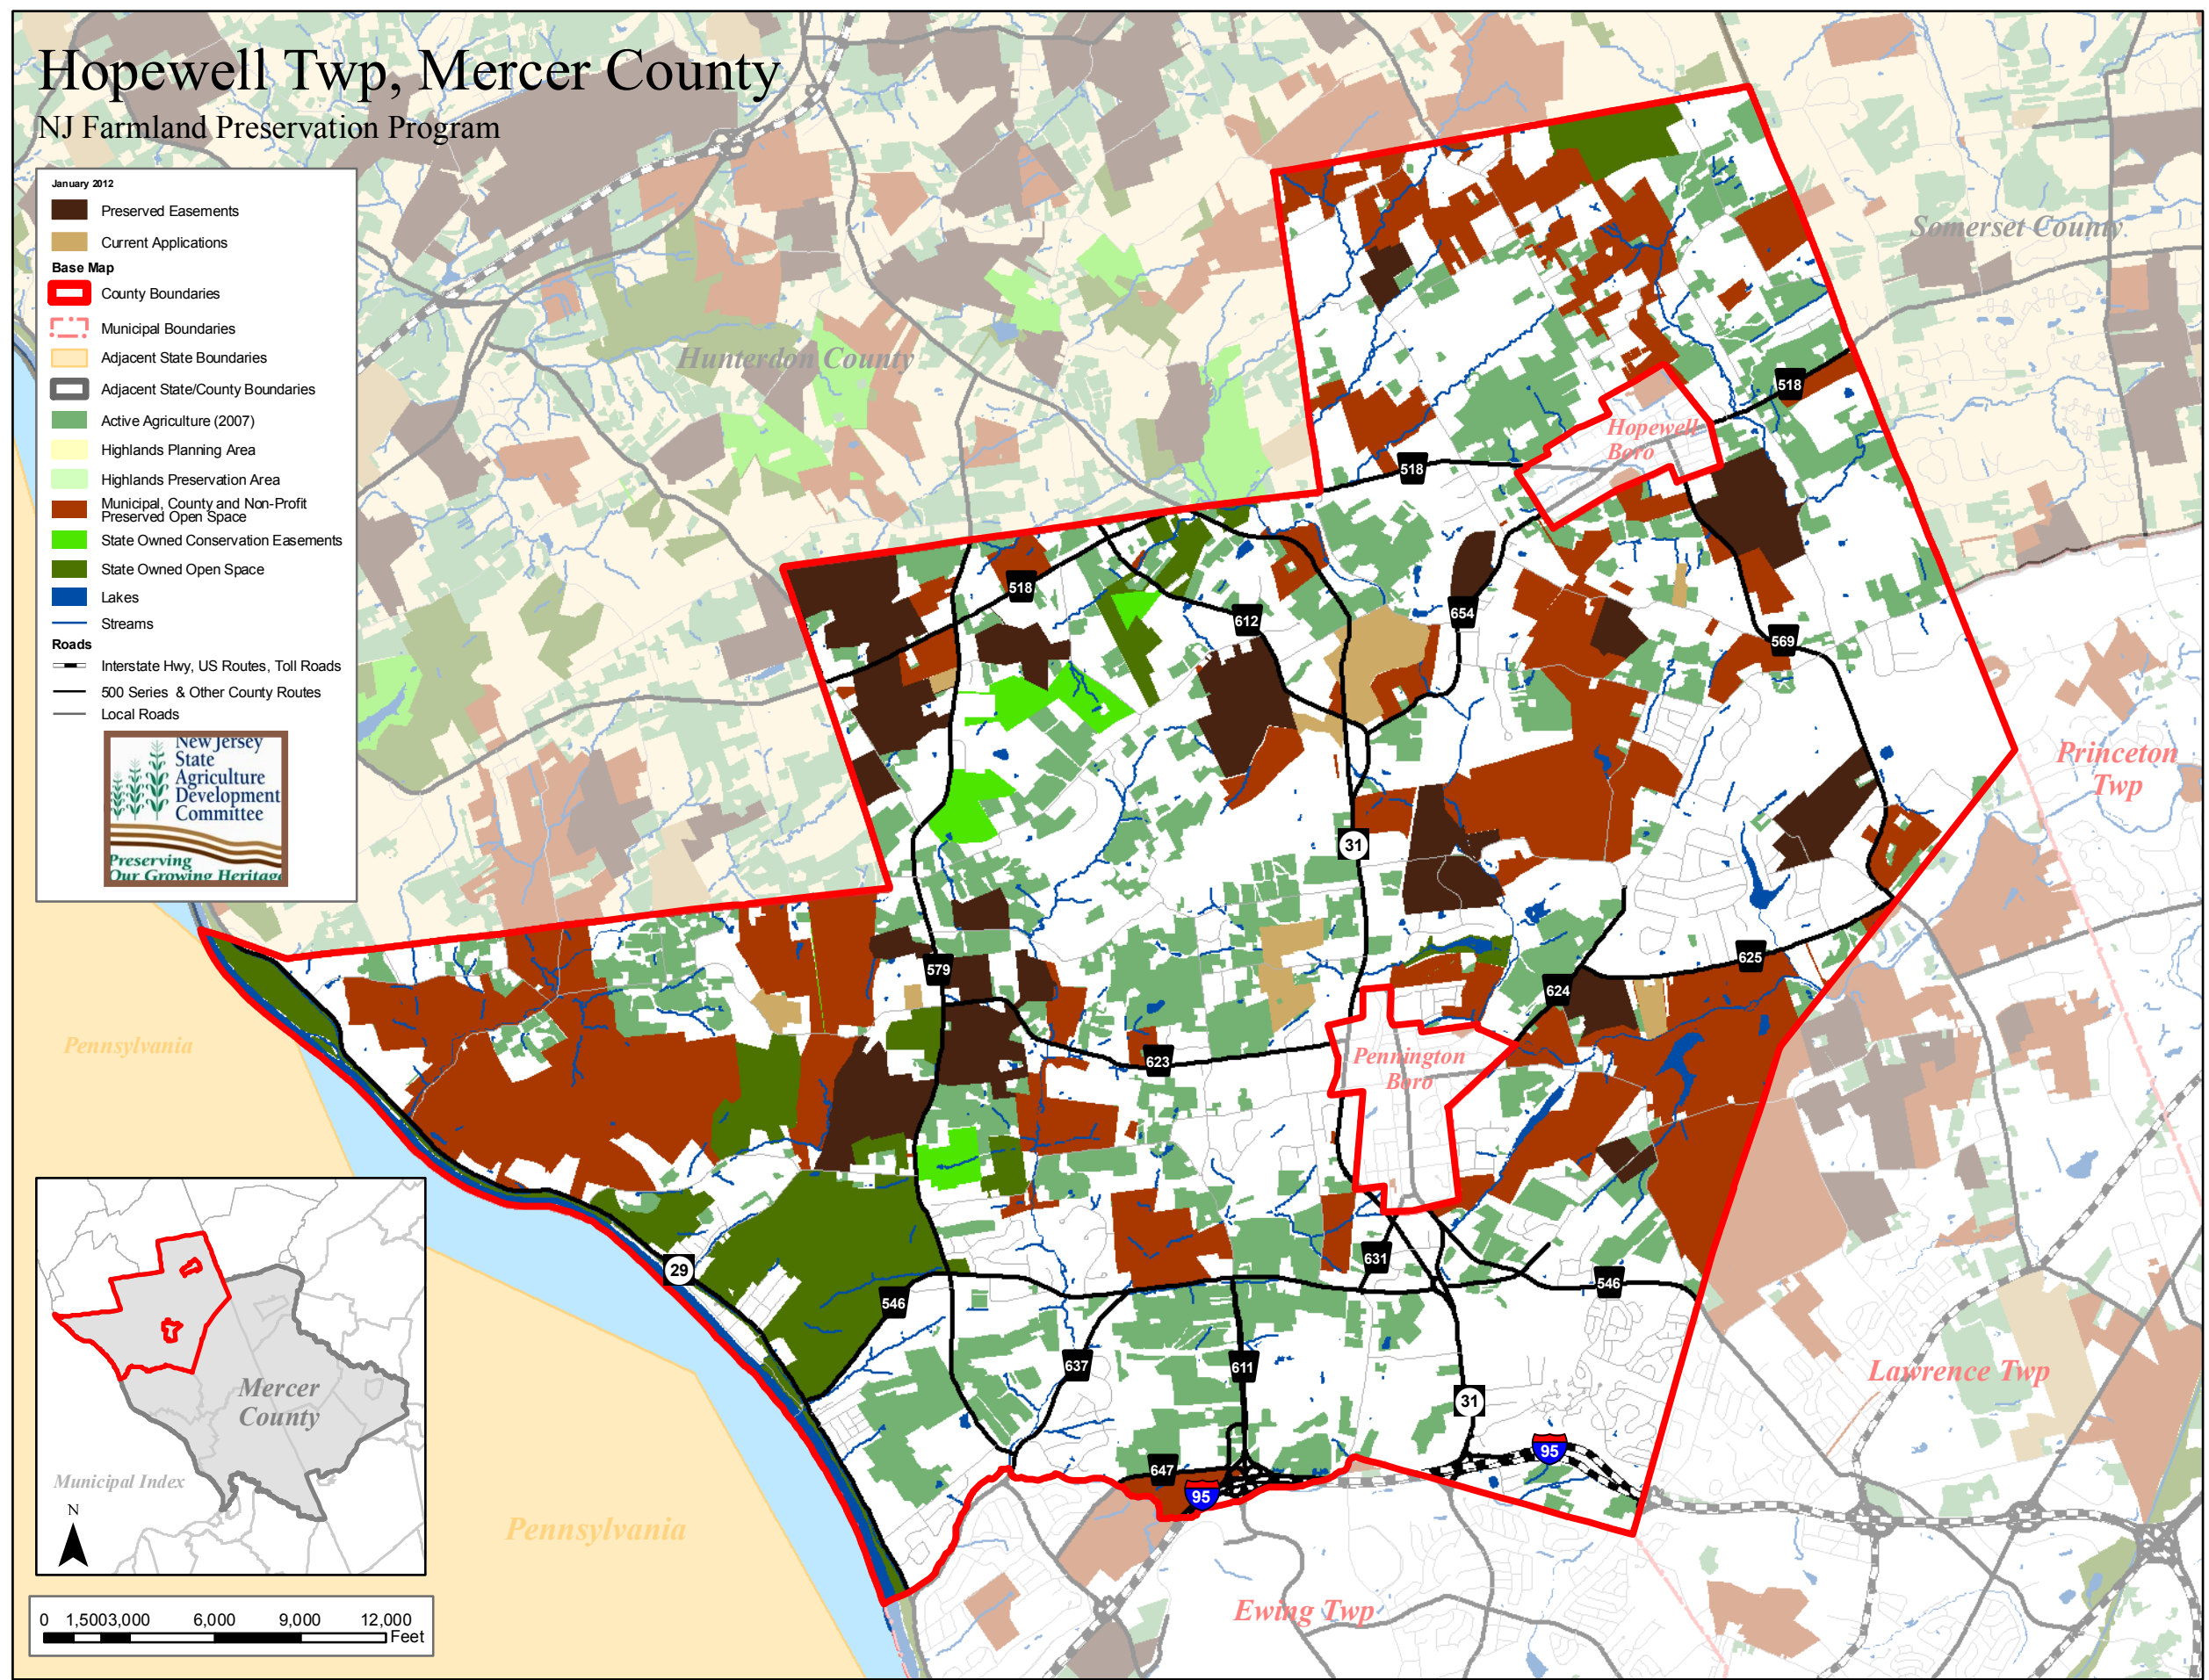 Hopewell Twp, Mercer County
NJ Farmland Preservation Program
January 2012
Preserved Easements
Current Applications
Base Map
County Boundaries
Municipal Boundaries
Adjacent State Boundaries
Adjacent State/County Boundaries
Active Agriculture (2007)
Highlands Planning Area
Highlands Preservation Area
Municipal, County and Non-Profit
Preserved Open Space
State Owned Conservation Easements
State Owned Open Space
Lakes
Streams
Roads
Interstate Hwy, US Routes, Toll Roads
500 Series & Other County Routes
Local Roads
New Jersey
State
Agriculture
Development
Committee
Preserving
Our Growing Heritage
Hunterdon County
Somerset County
Hopewell
Boro
Princeton
Twp
Pennington
Boro
Lawrence Twp
Ewing Twp
Pennsylvania
Pennsylvania
518
518
518
612
654
569
31
579
625
624
623
29
546
631
546
637
611
31
647
95
95
Mercer
County
Municipal Index
N
0 1,5003,000 6,000 9,000 12,000
Feet